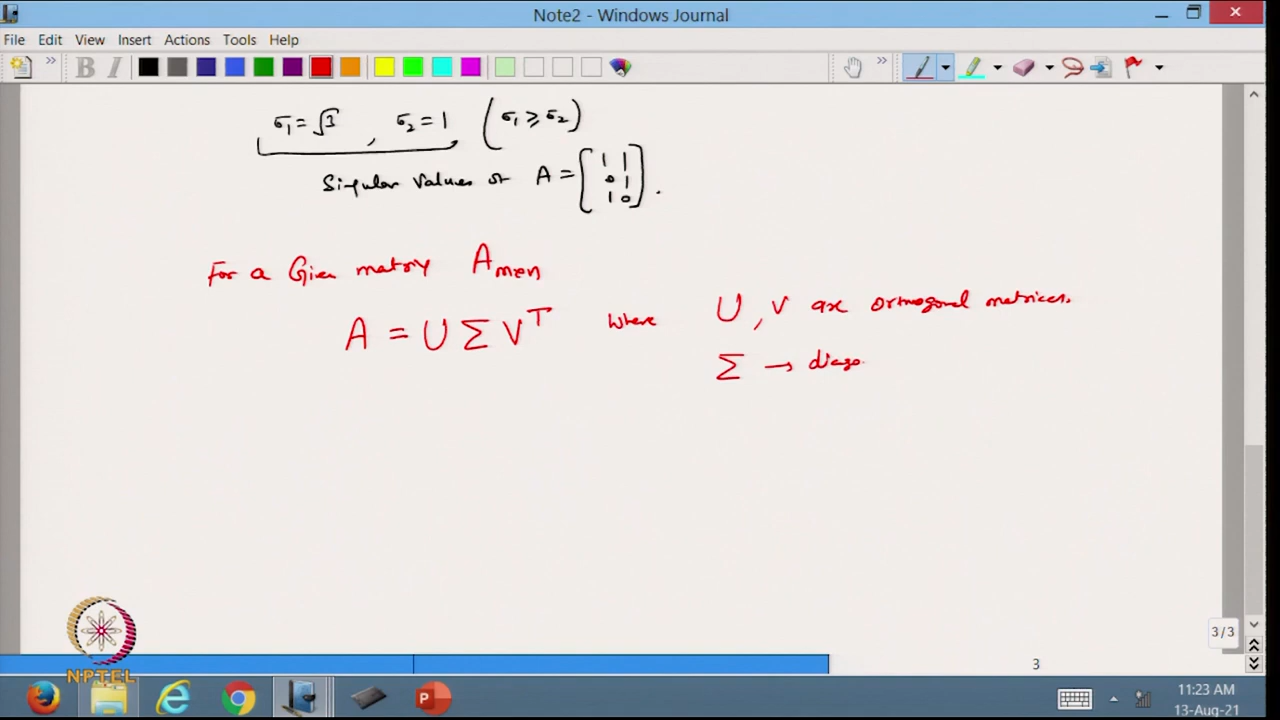 Note2 - Windows Journal
File Edit View Insert Actions Tools Help
σ₁=√3 , σ₂=1 (σ₁ ≥ σ₂)
Singular Values of A = [1 1; 0 1; 1 0].
For a Given matrix A_{m×n}
A = U Σ V^T where U, V are orthogonal matrices.
Σ → diago
3/3
3
NPTEL
11:23 AM
13-Aug-21